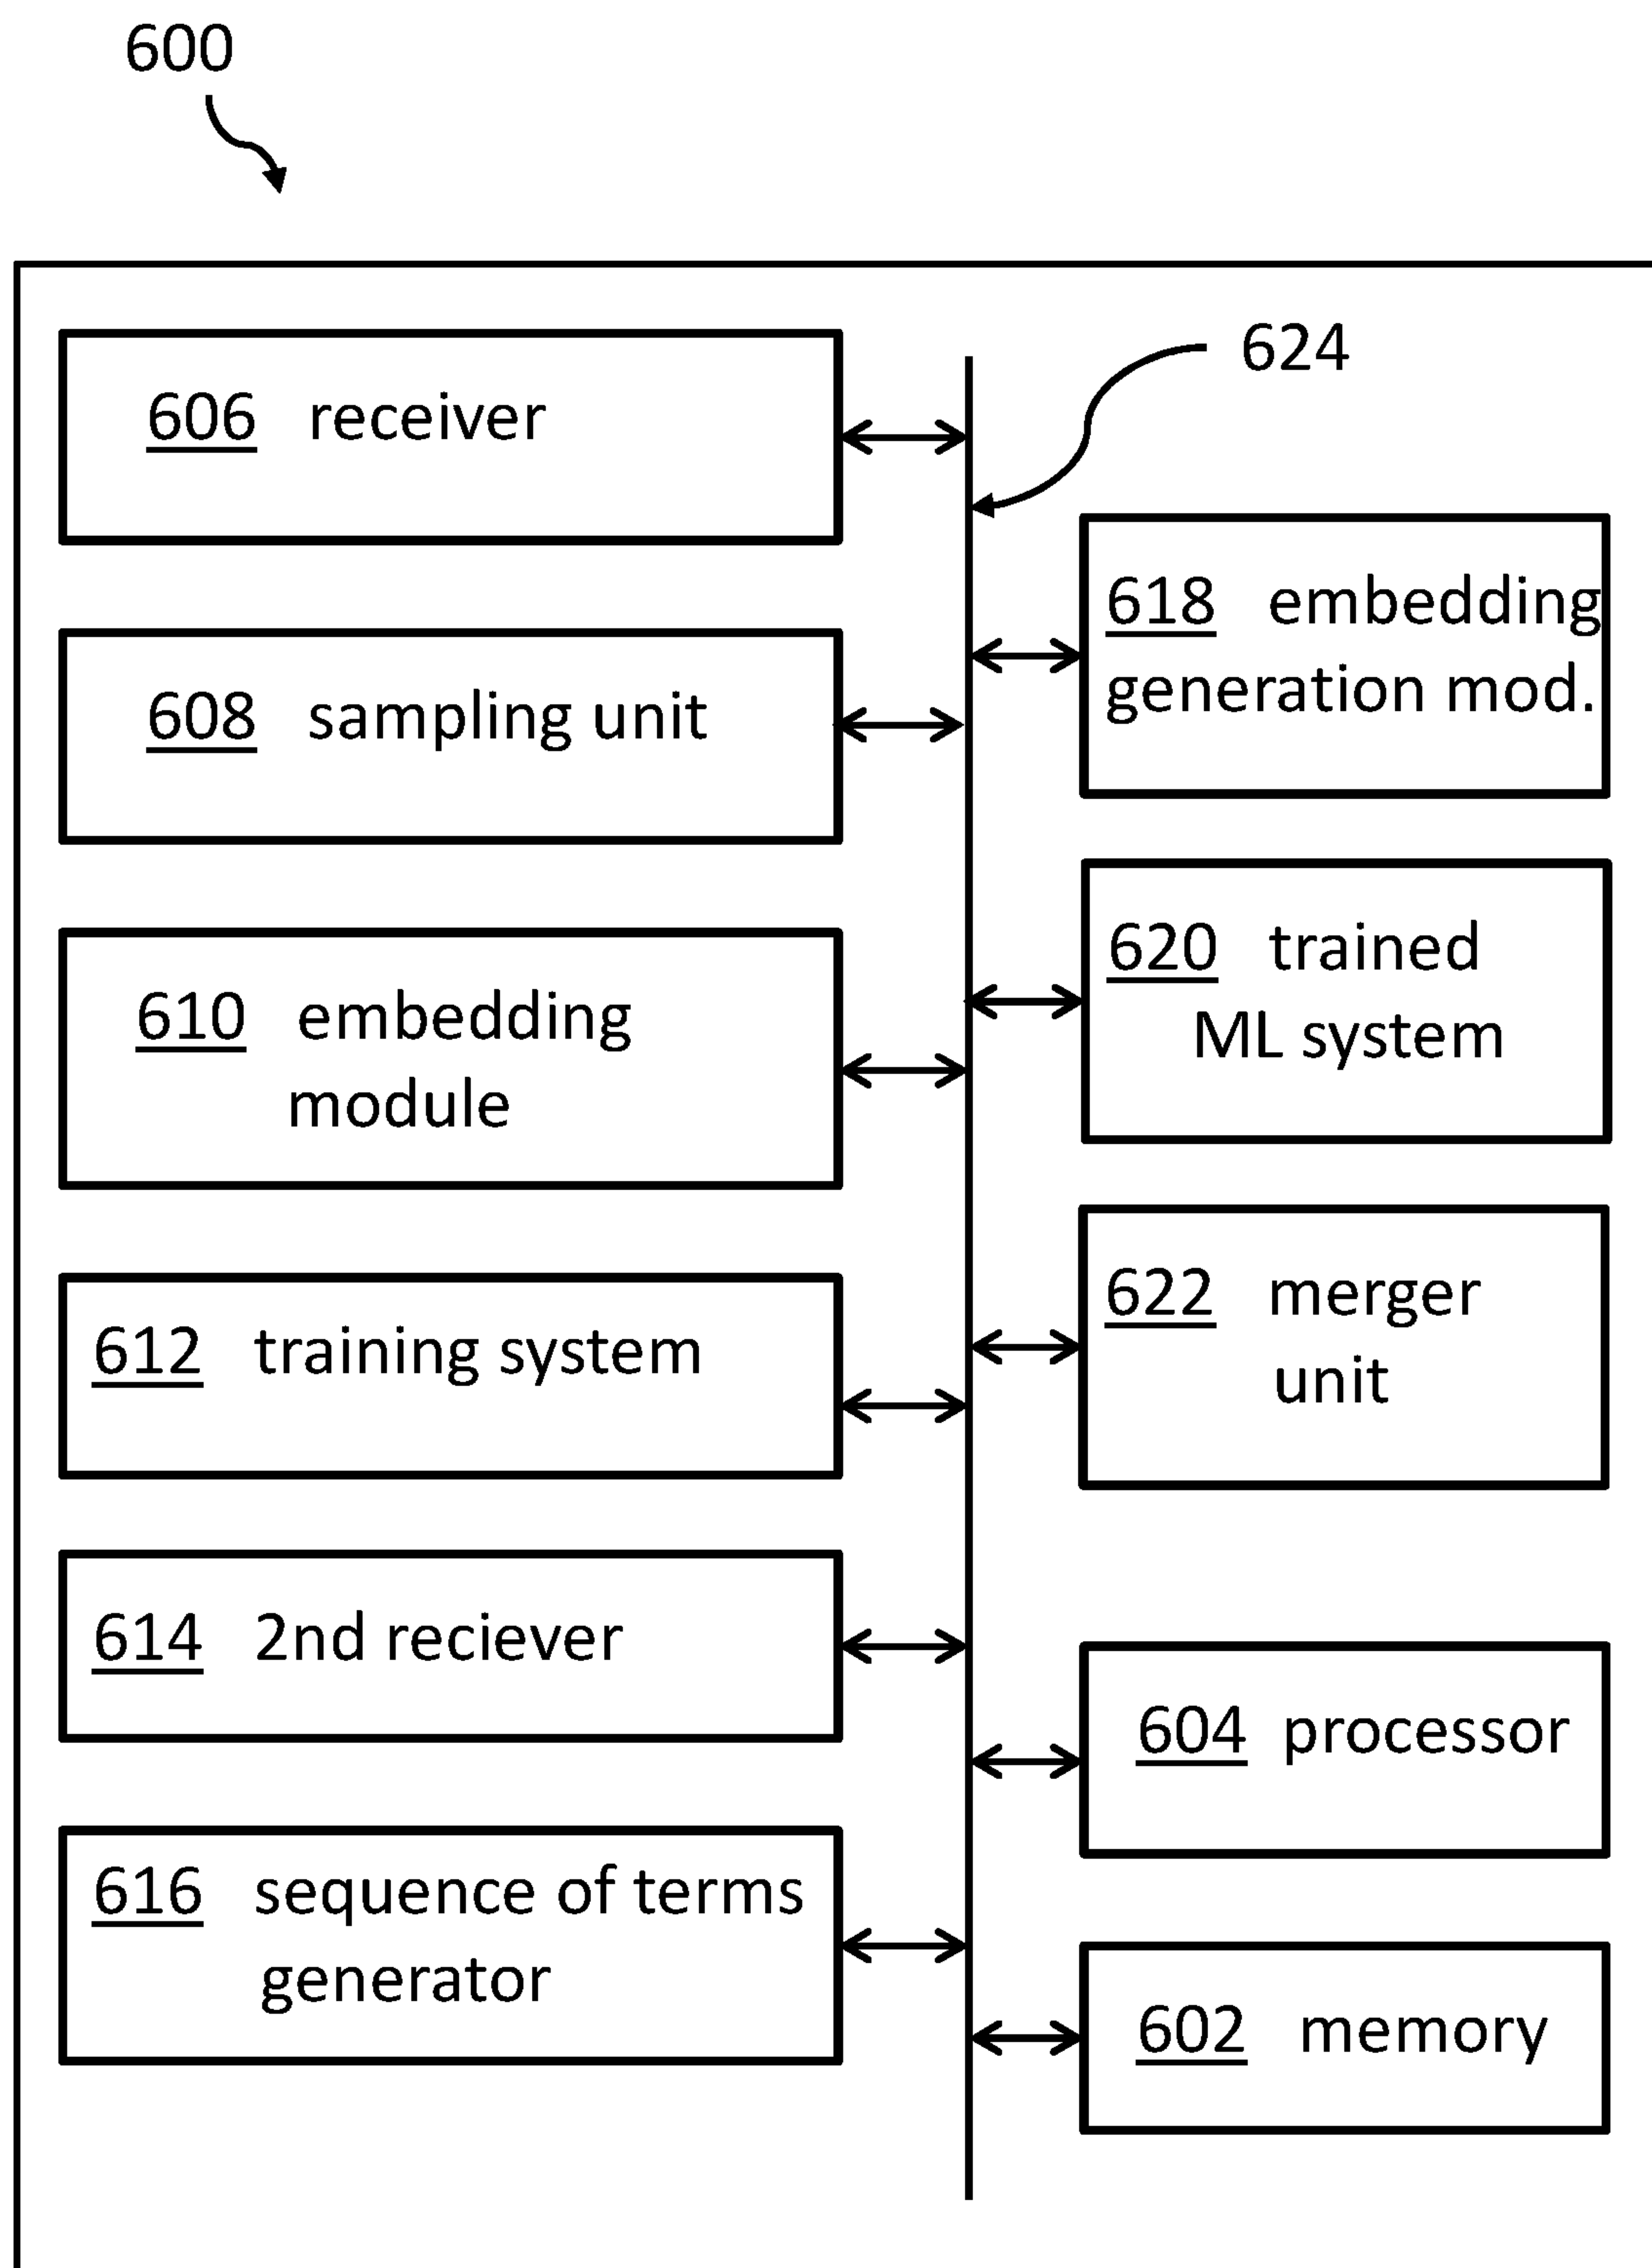 600
606 receiver
624
618 embedding
generation mod.
608 sampling unit
620 trained
ML system
610 embedding
module
622 merger
unit
612 training system
614 2nd reciever
604 processor
616 sequence of terms
generator
602 memory